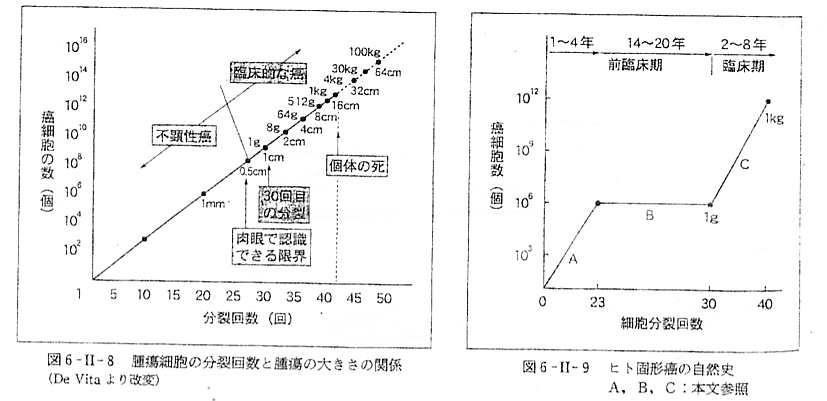 10¹⁶
10¹⁴
10¹²
10¹⁰
10⁸
10⁶
10⁴
10²
癌細胞の数（個）
臨床的な癌
不顕性癌
100kg
30kg
64cm
4kg
32cm
1kg
16cm
512g
8cm
64g
4cm
8g
2cm
1g
1cm
0.5cm
1mm
個体の死
30回目
の分裂
肉眼で認識
できる限界
1 5 10 15 20 25 30 35 40 45 50
分裂回数（回）
図6-II-8 腫瘍細胞の分裂回数と腫瘍の大きさの関係
（De Vita より改変）
1〜4年 14〜20年 2〜8年
前臨床期 臨床期
癌細胞数（個）
10¹²
10⁹
10⁶
10³
A
B
C
1g
1kg
0 23 30 40
細胞分裂回数
図6-II-9 ヒト固形癌の自然史
A，B，C：本文参照